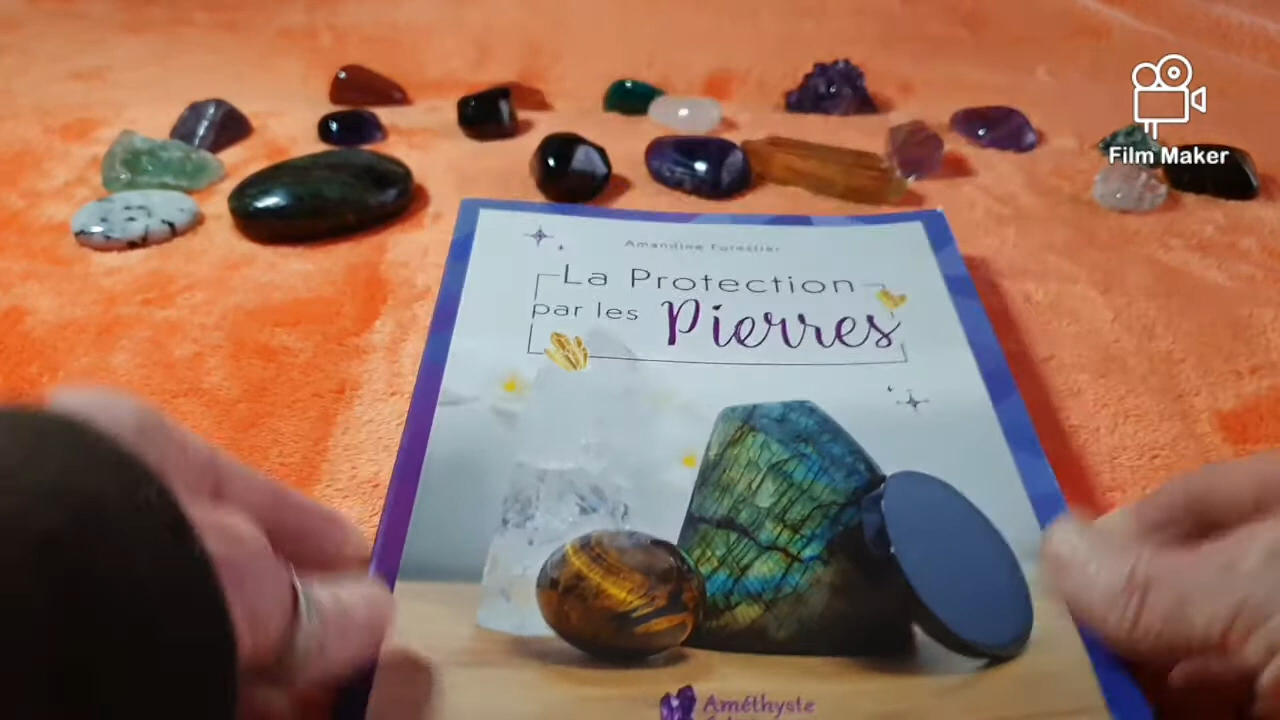 Film Maker
Amandine Forestier
La Protection
par les Pierres
Améthyste